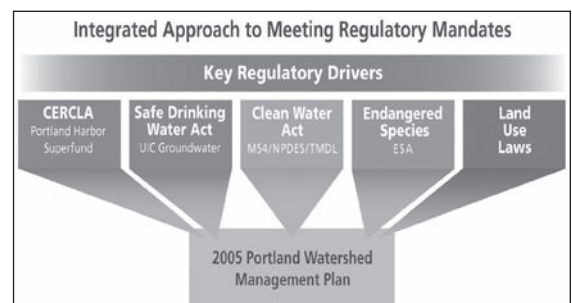 Integrated Approach to Meeting Regulatory Mandates
Key Regulatory Drivers
CERCLA
Portland Harbor
Superfund
Safe Drinking
Water Act
UIC Groundwater
Clean Water
Act
MS4/NPDES/TMDL
Endangered
Species
ESA
Land
Use
Laws
2005 Portland Watershed
Management Plan